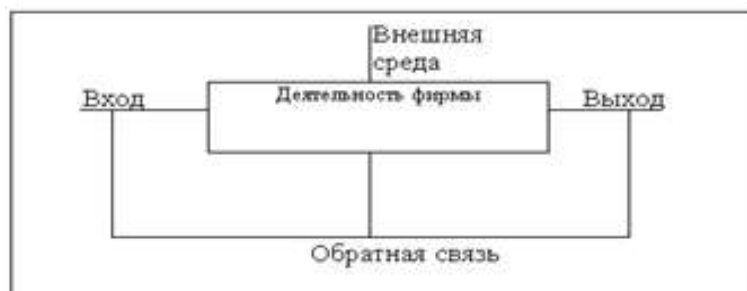 Внешняя
среда
Деятельность фирмы
Вход
Выход
Обратная связь